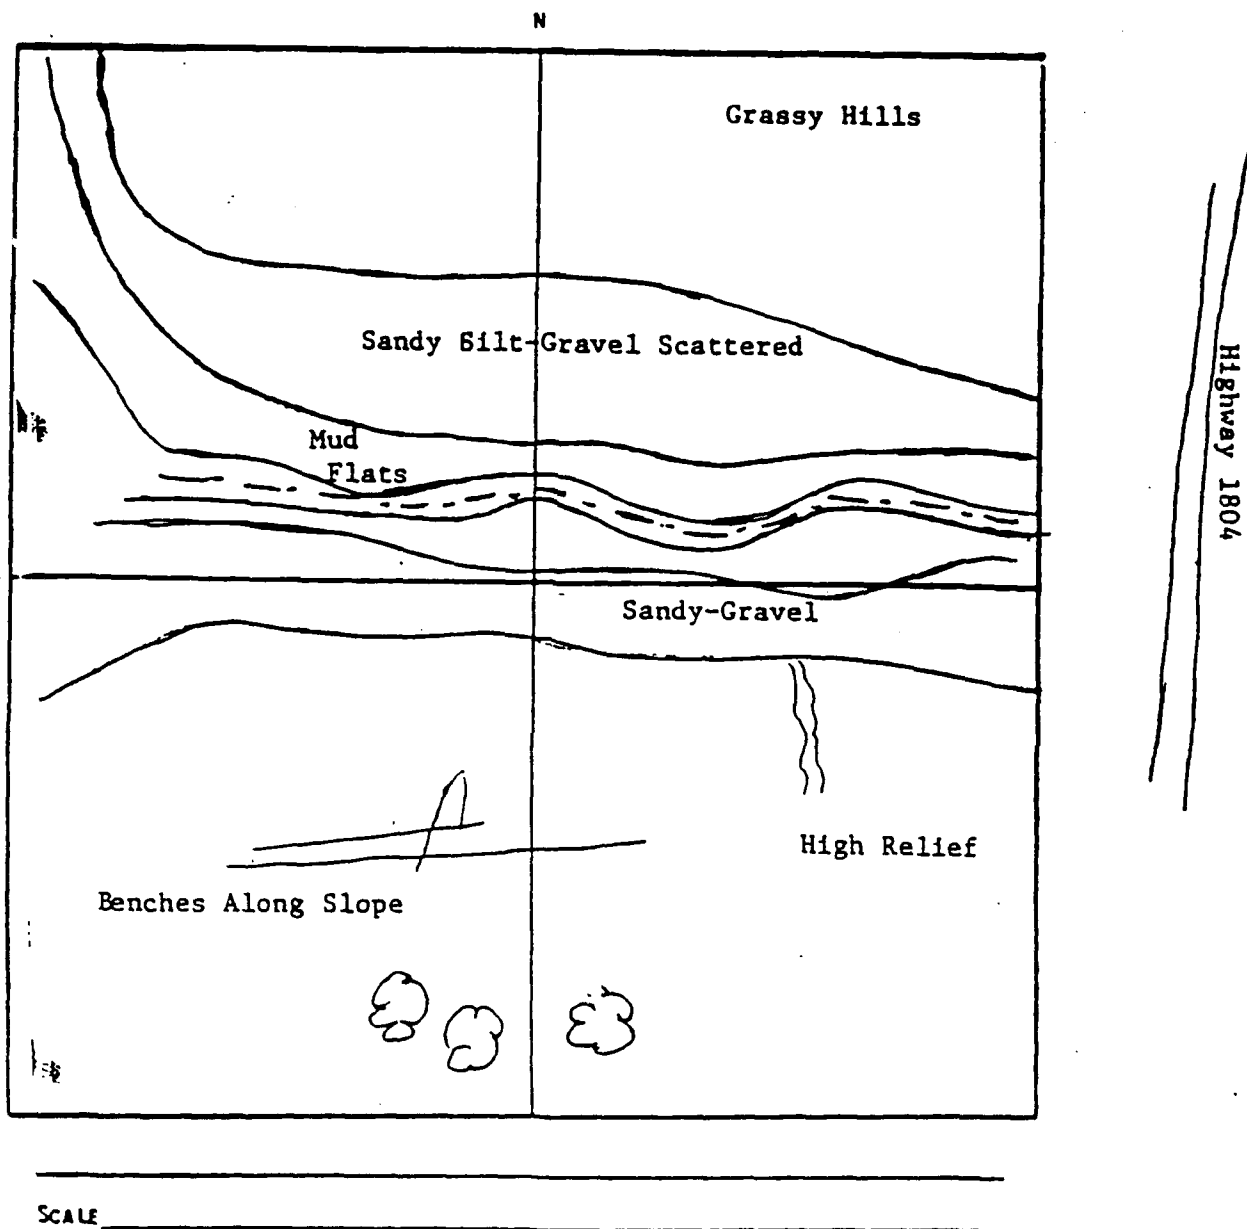 N
Grassy Hills
Sandy Silt-Gravel Scattered
Highway 1804
Mud
Flats
Sandy-Gravel
High Relief
Benches Along Slope
SCALE